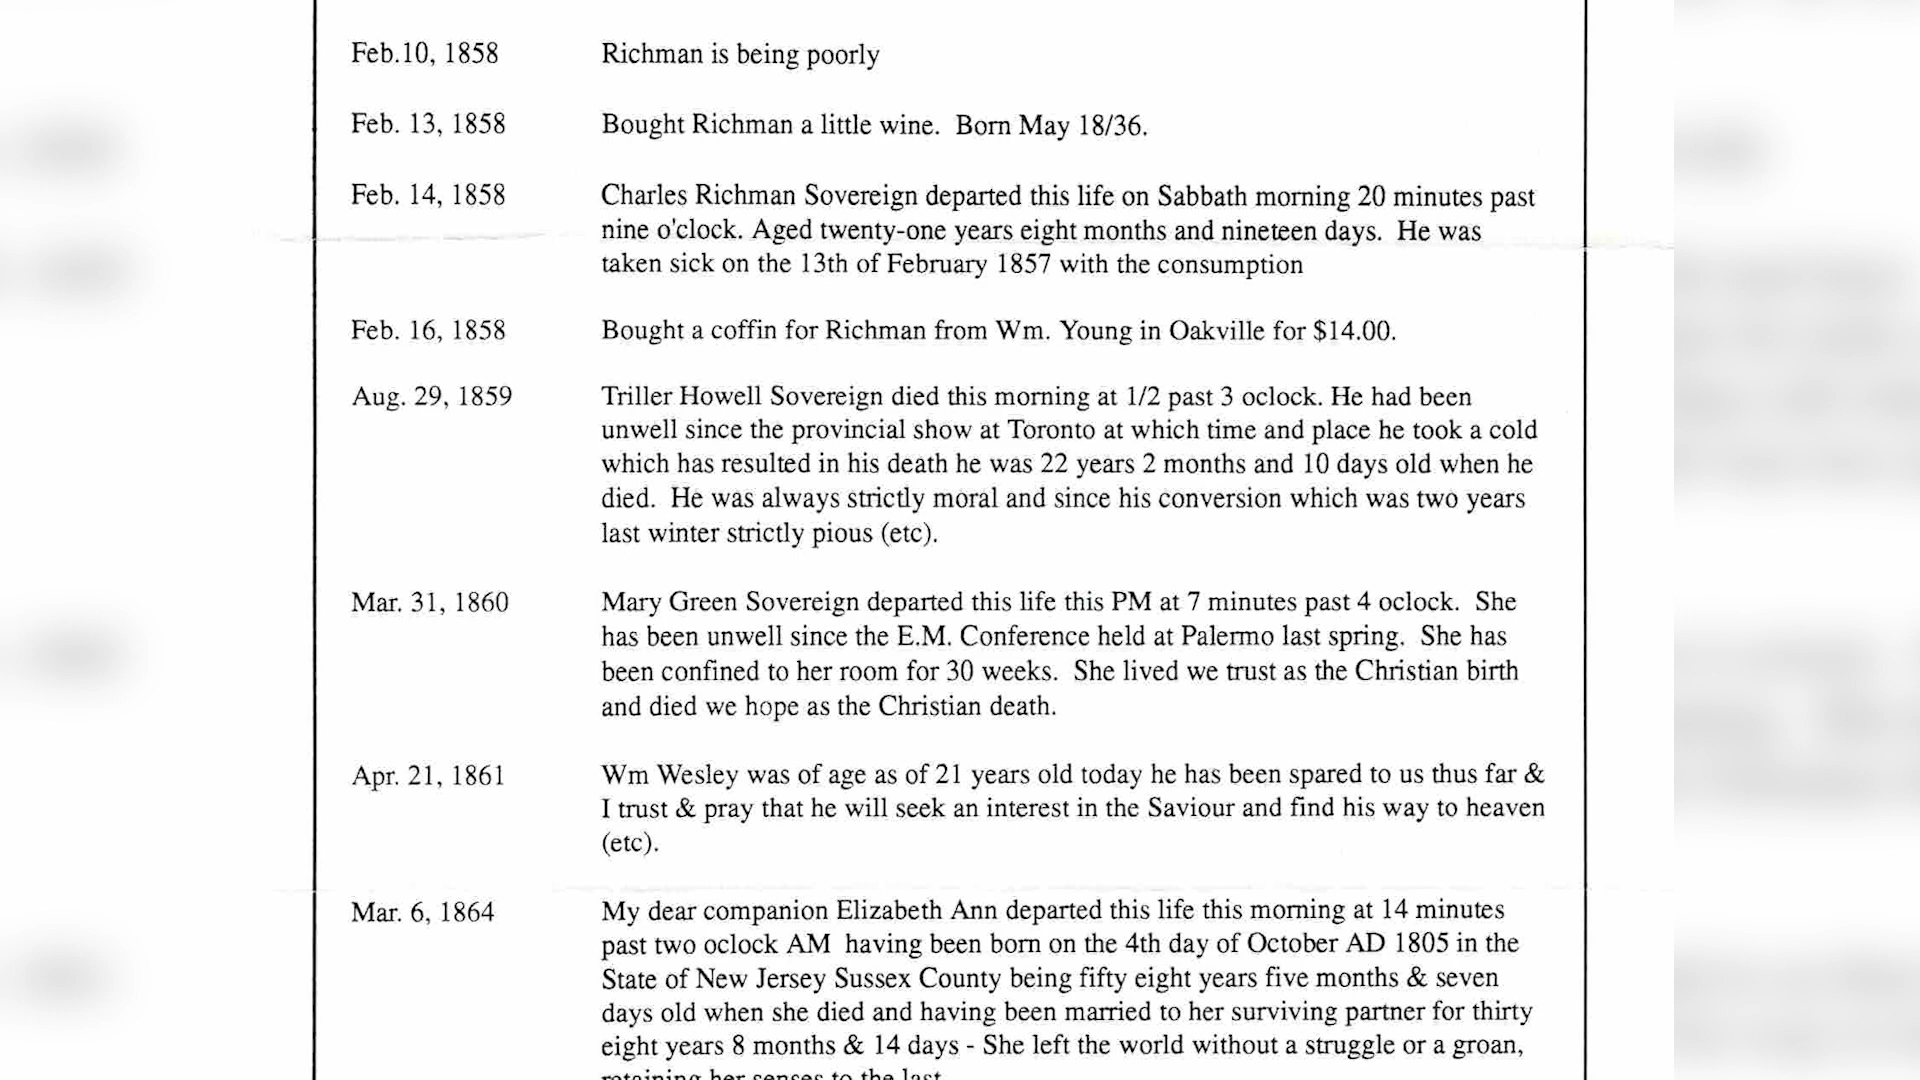 Feb.10, 1858 Richman is being poorly
Feb. 13, 1858 Bought Richman a little wine. Born May 18/36.
Feb. 14, 1858 Charles Richman Sovereign departed this life on Sabbath morning 20 minutes past
nine o'clock. Aged twenty-one years eight months and nineteen days. He was
taken sick on the 13th of February 1857 with the consumption
Feb. 16, 1858 Bought a coffin for Richman from Wm. Young in Oakville for $14.00.
Aug. 29, 1859 Triller Howell Sovereign died this morning at 1/2 past 3 oclock. He had been
unwell since the provincial show at Toronto at which time and place he took a cold
which has resulted in his death he was 22 years 2 months and 10 days old when he
died. He was always strictly moral and since his conversion which was two years
last winter strictly pious (etc).
Mar. 31, 1860 Mary Green Sovereign departed this life this PM at 7 minutes past 4 oclock. She
has been unwell since the E.M. Conference held at Palermo last spring. She has
been confined to her room for 30 weeks. She lived we trust as the Christian birth
and died we hope as the Christian death.
Apr. 21, 1861 Wm Wesley was of age as of 21 years old today he has been spared to us thus far &
I trust & pray that he will seek an interest in the Saviour and find his way to heaven
(etc).
Mar. 6, 1864 My dear companion Elizabeth Ann departed this life this morning at 14 minutes
past two oclock AM having been born on the 4th day of October AD 1805 in the
State of New Jersey Sussex County being fifty eight years five months & seven
days old when she died and having been married to her surviving partner for thirty
eight years 8 months & 14 days - She left the world without a struggle or a groan,
retaining her senses to the last